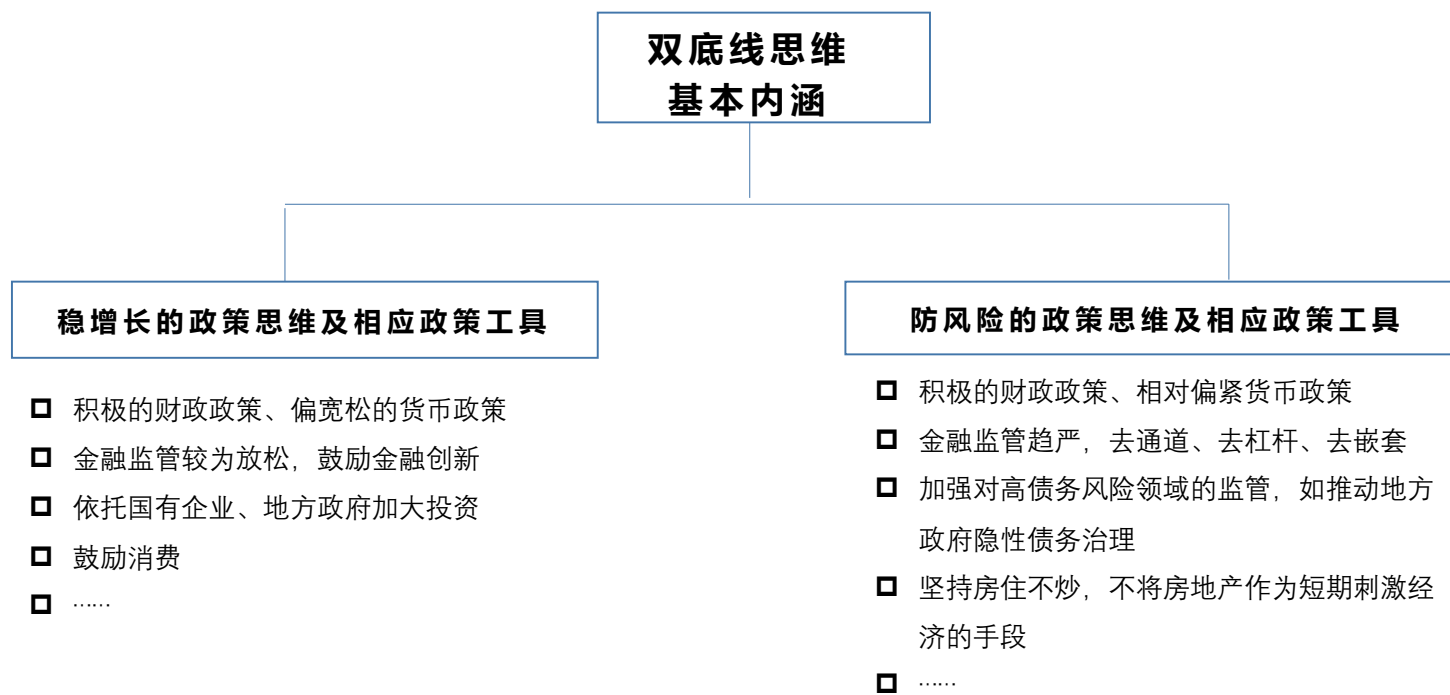 双底线思维
基本内涵
稳增长的政策思维及相应政策工具
积极的财政政策、偏宽松的货币政策
金融监管较为放松，鼓励金融创新
依托国有企业、地方政府加大投资
鼓励消费
……
防风险的政策思维及相应政策工具
积极的财政政策、相对偏紧货币政策
金融监管趋严，去通道、去杠杆、去嵌套
加强对高债务风险领域的监管，如推动地方
政府隐性债务治理
坚持房住不炒，不将房地产作为短期刺激经
济的手段
……